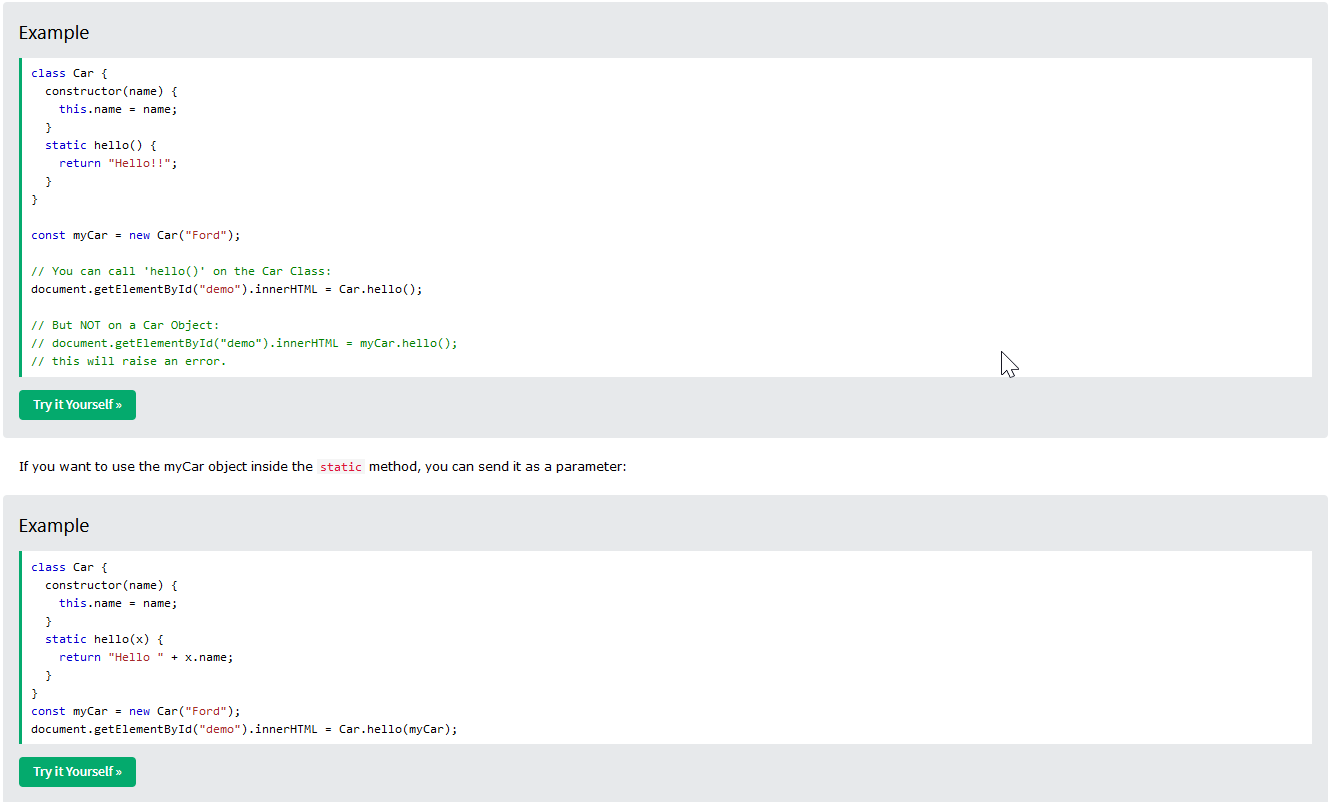 Example
class Car {
  constructor(name) {
    this.name = name;
  }
  static hello() {
    return "Hello!!";
  }
}
const myCar = new Car("Ford");
// You can call 'hello()' on the Car Class:
document.getElementById("demo").innerHTML = Car.hello();
// But NOT on a Car Object:
// document.getElementById("demo").innerHTML = myCar.hello();
// this will raise an error.
Try it Yourself »
If you want to use the myCar object inside the static method, you can send it as a parameter:
Example
class Car {
  constructor(name) {
    this.name = name;
  }
  static hello(x) {
    return "Hello " + x.name;
  }
}
const myCar = new Car("Ford");
document.getElementById("demo").innerHTML = Car.hello(myCar);
Try it Yourself »